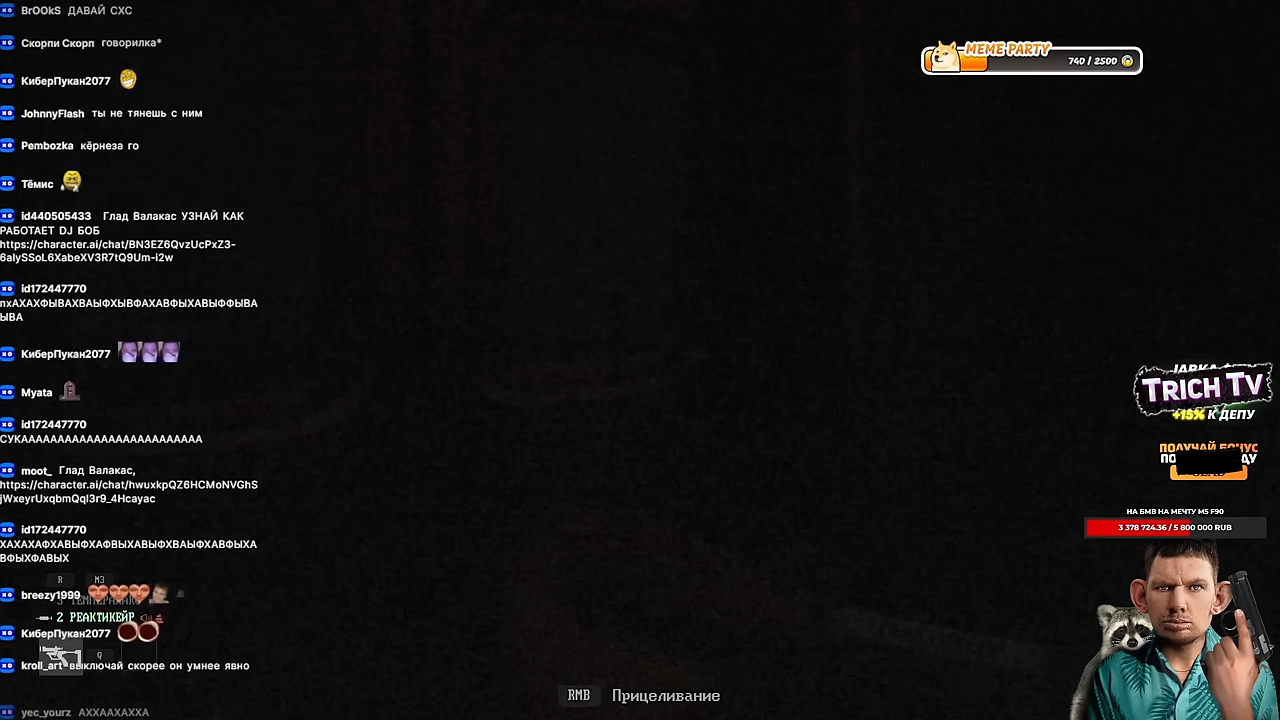 BrOOkS ДАВАЙ СХС
Скорпи Скорп говорилка*
КиберПукан2077
JohnnyFlash ты не тянешь с ним
Pembozka кёрнеза го
Тёмис
id440505433 Глад Валакас УЗНАЙ КАК
РАБОТАЕТ DJ БОБ
https://character.ai/chat/BN3EZ6QvzUcPxZ3-
6alySSoL6XabeXV3R7tQ9Um-i2w
id172447770
пхАХАХФЫВАХВАЫФХЫВФАХАВФЫХАВЫФФЫВА
ЫВА
КиберПукан2077
Myata
id172447770
СУКААААААААААААААААААААААААА
moot_ Глад Валакас,
https://character.ai/chat/hwuxkpQZ6HCMoNVGhS
jWxeyrUxqbmQql3r9_4Hcayac
id172447770
ХАХАХАФХАВЫФХАФВЫХАВЫФХВАЫФХАВФЫХА
ВФЫХФАВЫХ
R M3
breezy1999
2 РЕАКТИКЕЙР
КиберПукан2077
Q
kroll_art выключай скорее он умнее явно
yec_yourz АХХААХАХХА
MEME PARTY
740 / 2500
TRICH TV
+15% К ДЕПУ
ПОЛУЧАЙ БОНУС
НА БМВ НА МЕЧТУ M5 F90
3 378 724.36 / 5 800 000 RUB
RMB Прицеливание